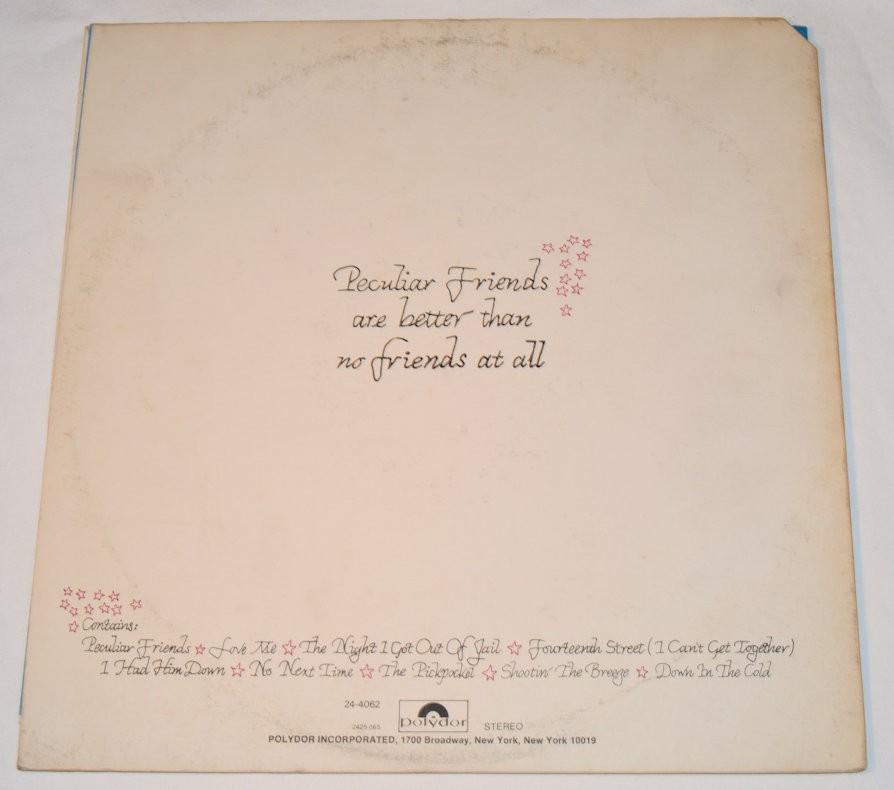 Peculiar Friends
are better than
no friends at all
Contains:
Peculiar Friends ☆ Love Me ☆ The Night I Got Out Of Jail ☆ Fourteenth Street (I Can't Get Together)
I Had Him Down ☆ No Next Time ☆ The Pickpocket ☆ Shootin' The Breeze ☆ Down In The Cold
24-4062
2425 065 polydor STEREO
POLYDOR INCORPORATED, 1700 Broadway, New York, New York 10019